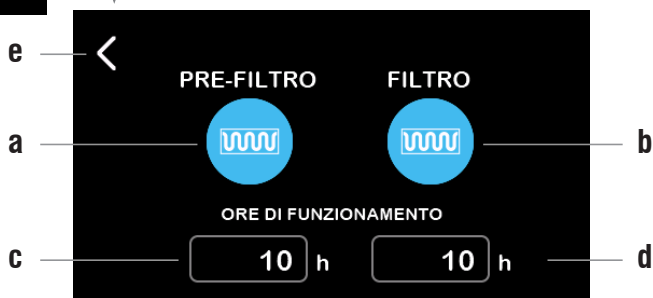 e
PRE-FILTRO FILTRO
a b
ORE DI FUNZIONAMENTO
c 10 h 10 h d